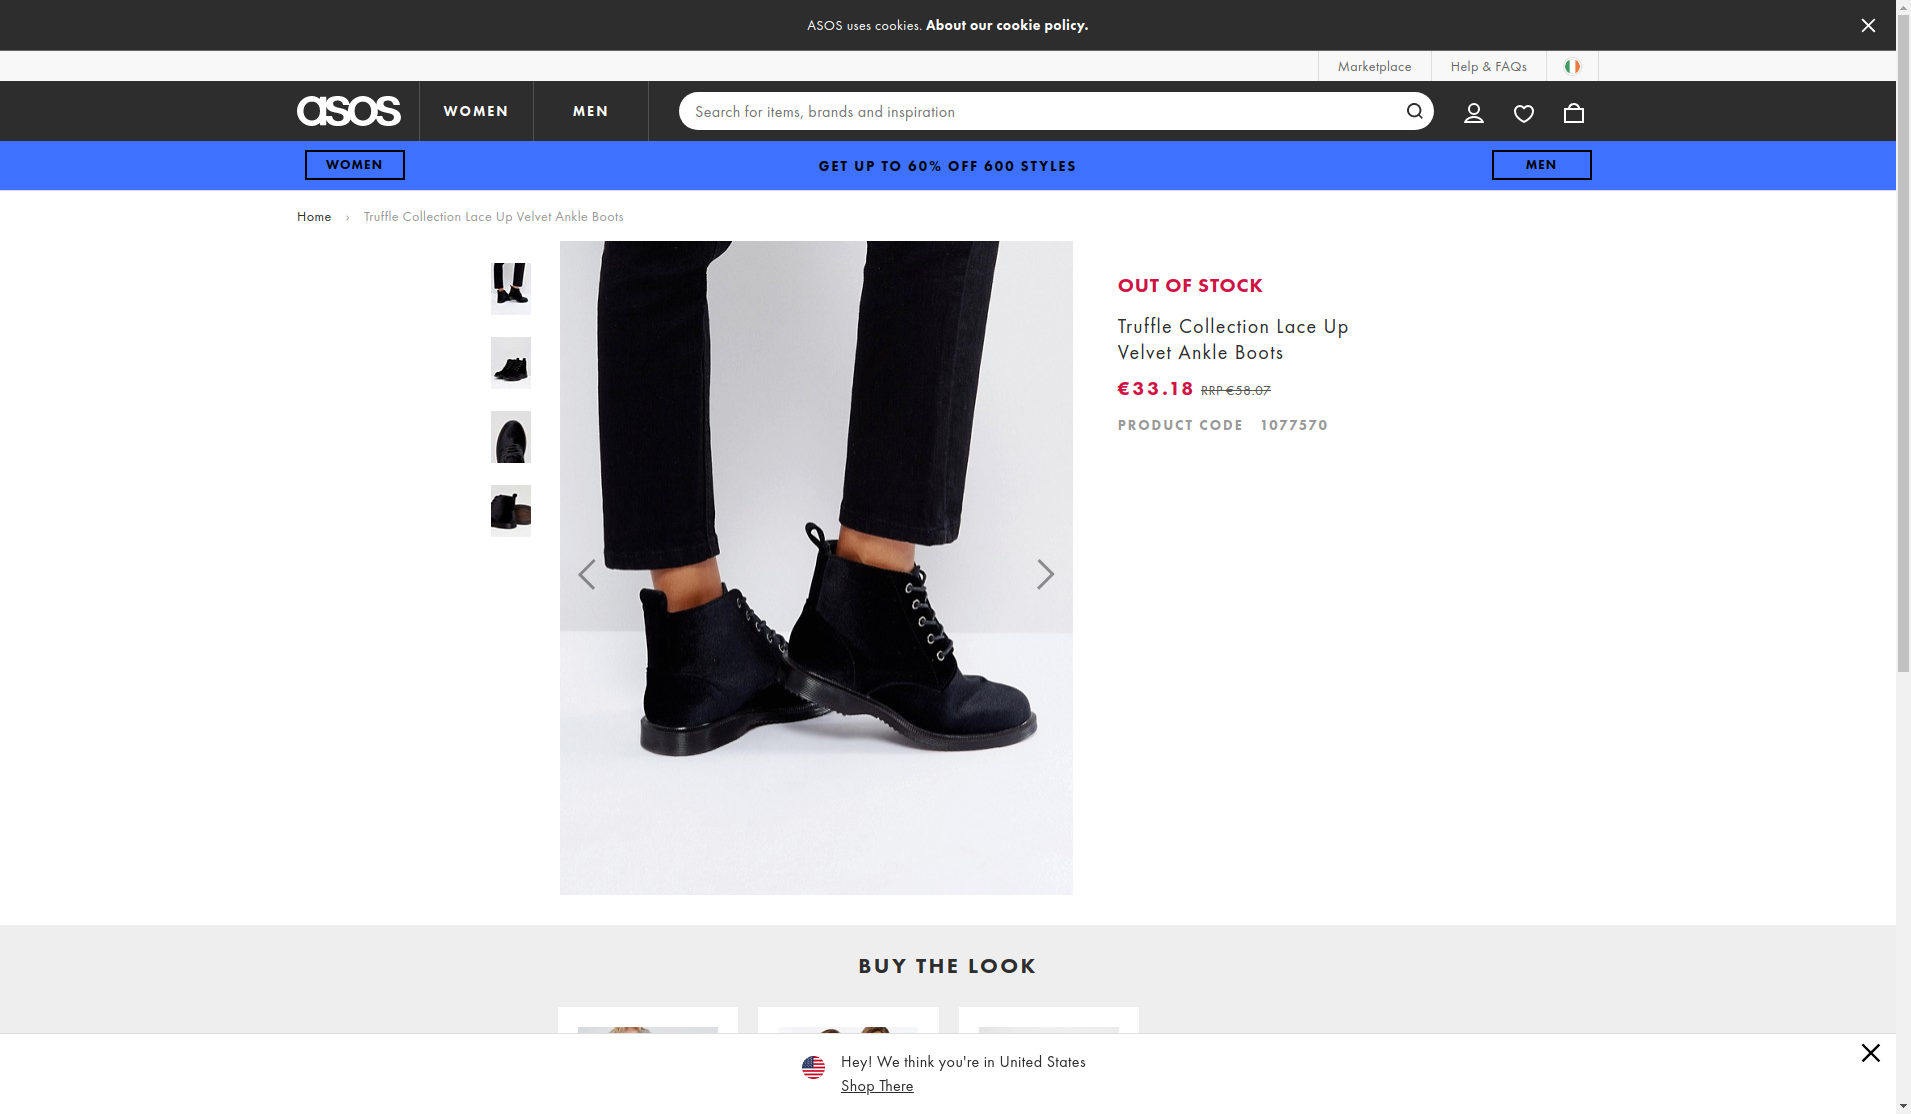 ASOS uses cookies. About our cookie policy.
Marketplace
Help & FAQs
asos
WOMEN
MEN
Search for items, brands and inspiration
WOMEN
GET UP TO 60% OFF 600 STYLES
MEN
Home › Truffle Collection Lace Up Velvet Ankle Boots
OUT OF STOCK
Truffle Collection Lace Up
Velvet Ankle Boots
€33.18 RRP €58.07
PRODUCT CODE 1077570
BUY THE LOOK
Hey! We think you're in United States
Shop There